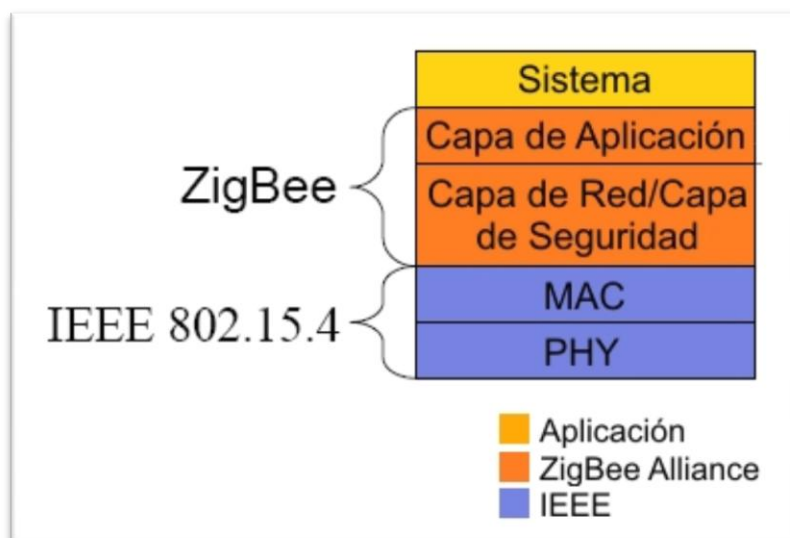 Sistema
Capa de Aplicación
ZigBee
Capa de Red/Capa
de Seguridad
MAC
IEEE 802.15.4
PHY
Aplicación
ZigBee Alliance
IEEE